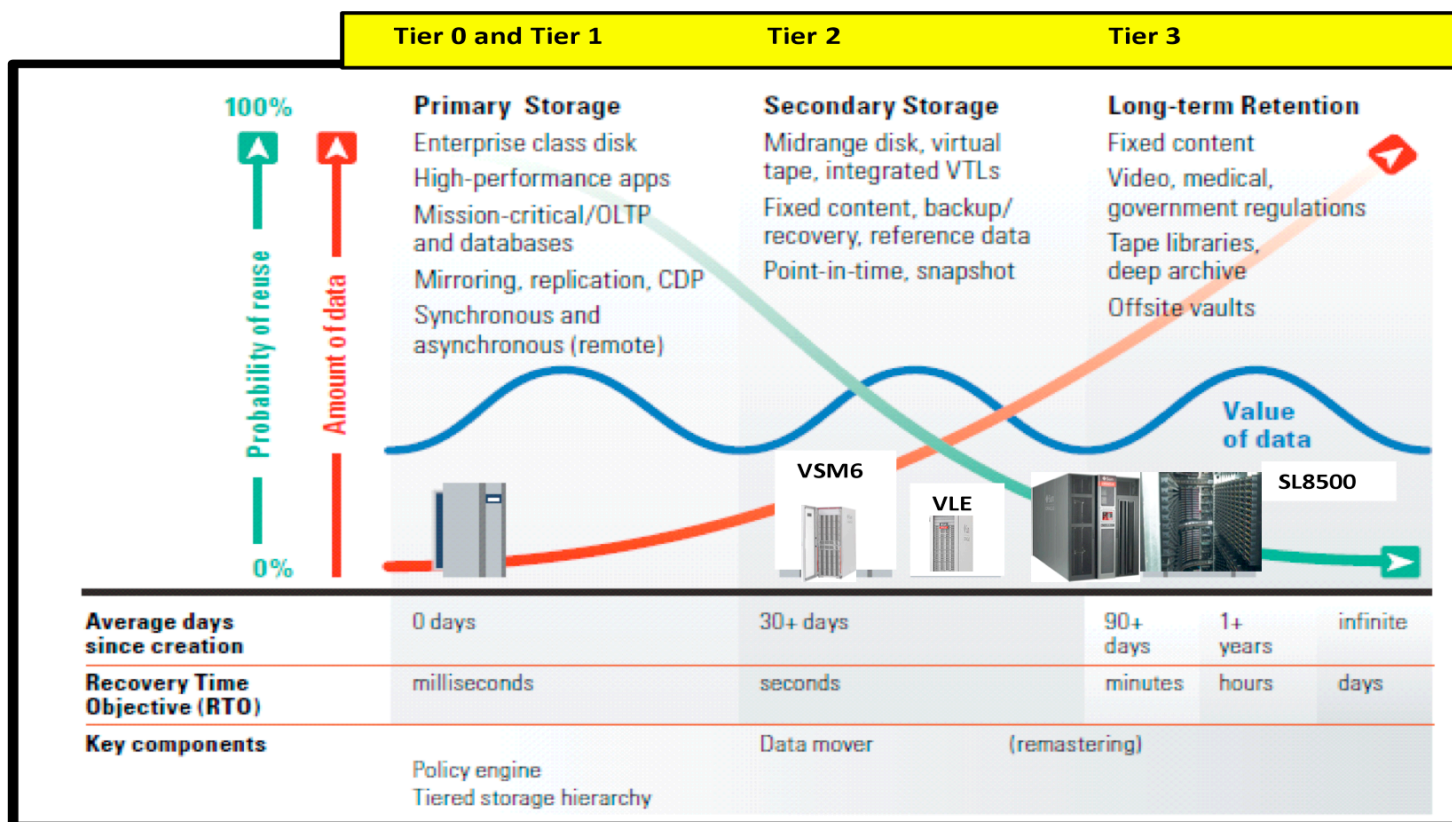 Tier 0 and Tier 1
Tier 2
Tier 3
100%
0%
Probability of reuse
Amount of data
Primary Storage
Enterprise class disk
High-performance apps
Mission-critical/OLTP
and databases
Mirroring, replication, CDP
Synchronous and
asynchronous (remote)
Secondary Storage
Midrange disk, virtual
tape, integrated VTLs
Fixed content, backup/
recovery, reference data
Point-in-time, snapshot
Long-term Retention
Fixed content
Video, medical,
government regulations
Tape libraries,
deep archive
Offsite vaults
Value
of data
VSM6
VLE
SL8500
Average days
since creation
0 days
30+ days
90+
days
1+
years
infinite
Recovery Time
Objective (RTO)
milliseconds
seconds
minutes
hours
days
Key components
Data mover
(remastering)
Policy engine
Tiered storage hierarchy